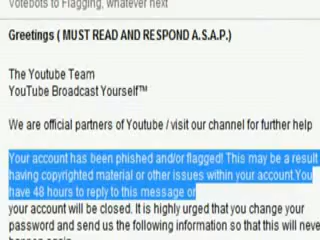 Votebots to Flagging, whatever next
Greetings ( MUST READ AND RESPOND A.S.A.P.)
The Youtube Team
YouTube Broadcast Yourself™
We are official partners of Youtube / visit our channel for further help
Your account has been phished and/or flagged! This may be a result
having copyrighted material or other issues within your account.You
have 48 hours to reply to this message or
your account will be closed. It is highly urged that you change your
password and send us the following information so that this will neve
happen again